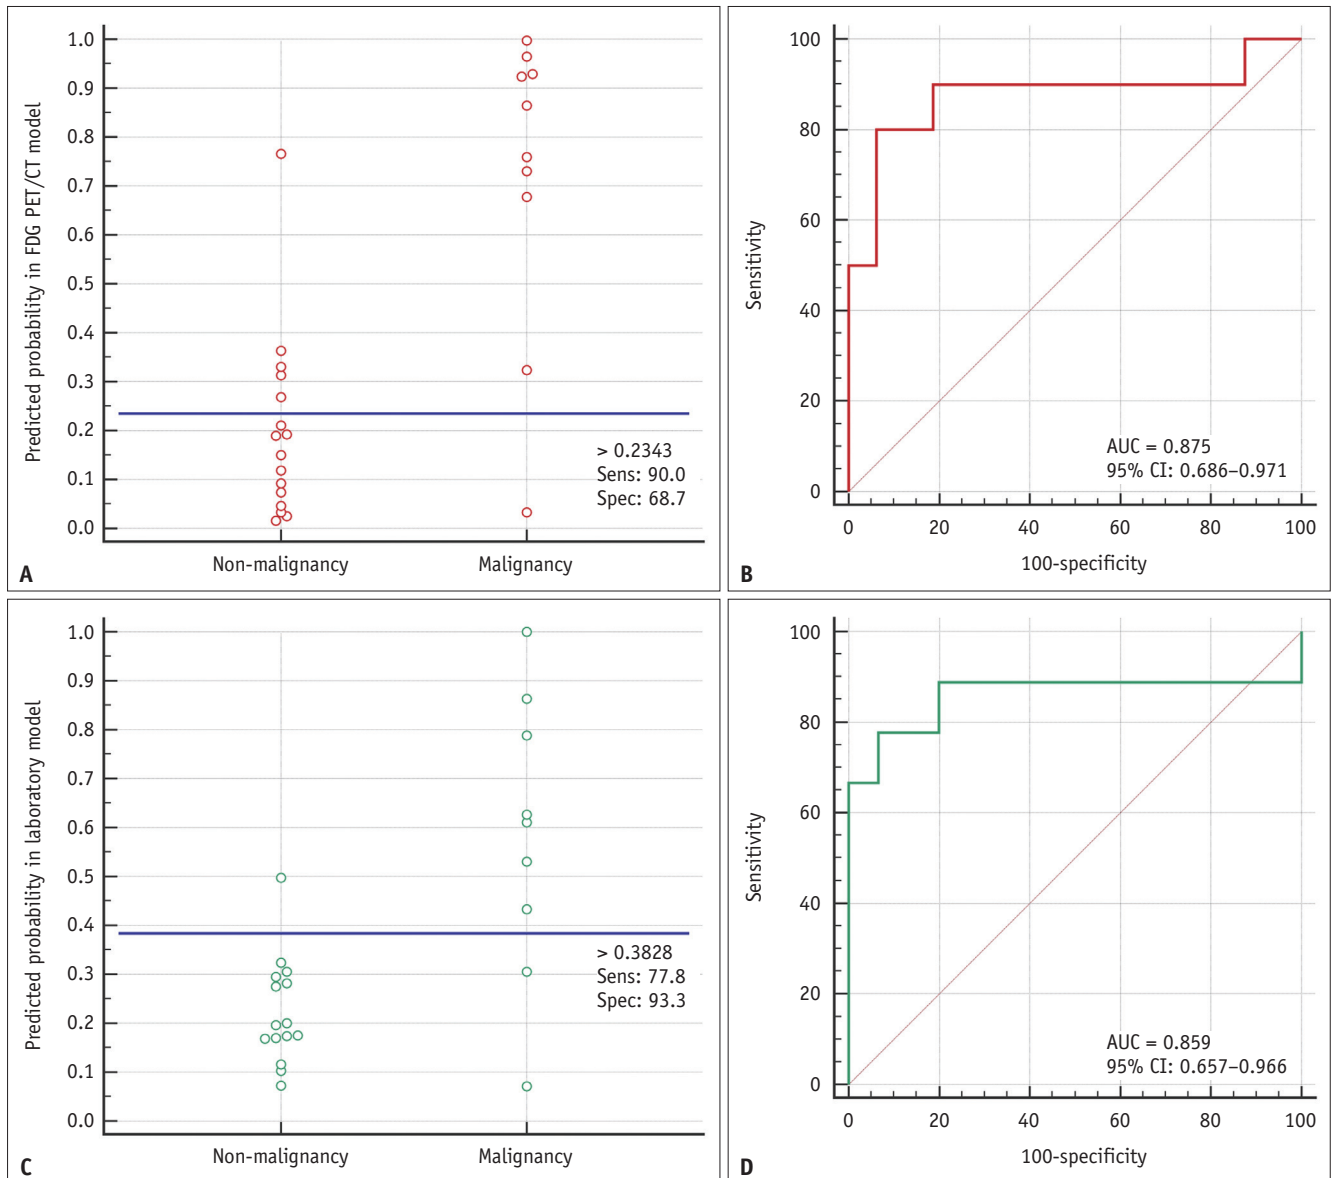 Predicted probability in FDG PET/CT model
1.0
0.9
0.8
0.7
0.6
0.5
0.4
0.3
0.2
0.1
0.0
> 0.2343
Sens: 90.0
Spec: 68.7
Non-malignancy
Malignancy
A
Sensitivity
100
80
60
40
20
0
AUC = 0.875
95% CI: 0.686–0.971
0
20
40
60
80
100
100-specificity
B
Predicted probability in laboratory model
1.0
0.9
0.8
0.7
0.6
0.5
0.4
0.3
0.2
0.1
0.0
> 0.3828
Sens: 77.8
Spec: 93.3
Non-malignancy
Malignancy
C
Sensitivity
100
80
60
40
20
0
AUC = 0.859
95% CI: 0.657–0.966
0
20
40
60
80
100
100-specificity
D